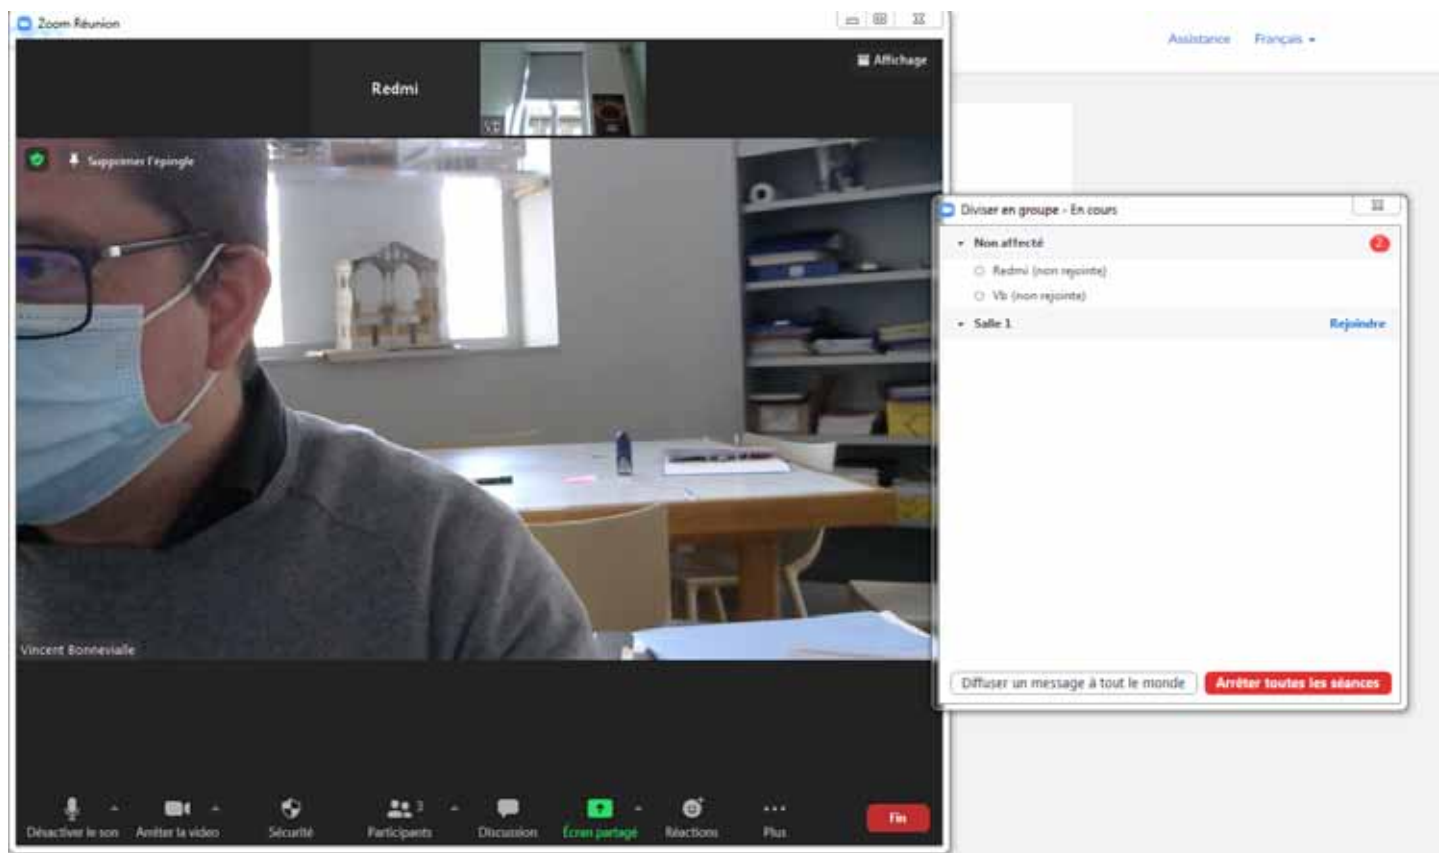 Zoom Réunion
Assistance Français
Affichage
Redmi
Supprimer l'épingle
Vincent Bonnevialle
Diviser en groupe - En cours
Non affecté 2
Redmi (non rejointe)
Vb (non rejointe)
Salle 1 Rejoindre
Diffuser un message à tout le monde Arrêter toutes les séances
Désactiver le son Arrêter la video Sécurité Participants 3 Discussion Écran partagé Réactions Plus Fin